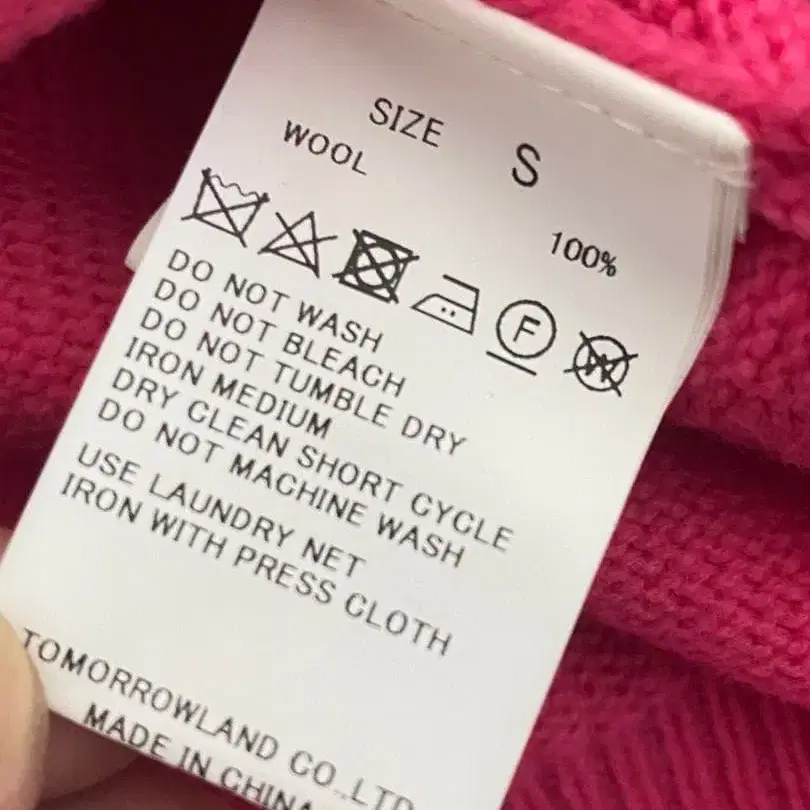 SIZE S
WOOL 100%
F W
DO NOT WASH
DO NOT BLEACH
DO NOT TUMBLE DRY
IRON MEDIUM
DRY CLEAN SHORT CYCLE
DO NOT MACHINE WASH
USE LAUNDRY NET
IRON WITH PRESS CLOTH
TOMORROWLAND CO.,LTD
MADE IN CHINA